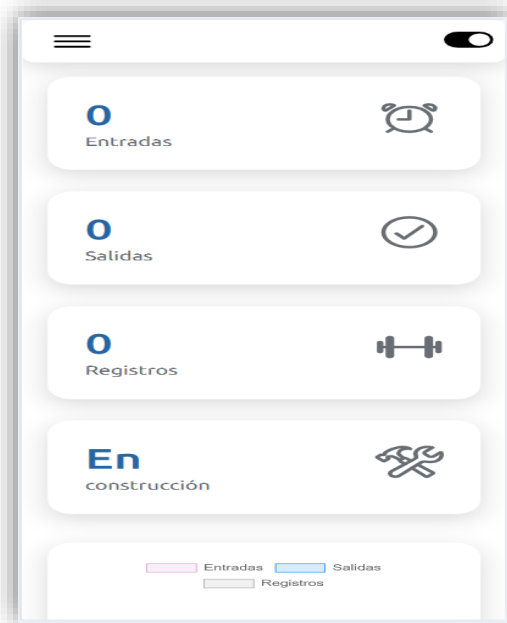 0
Entradas
0
Salidas
0
Registros
En
construcción
Entradas Salidas
Registros